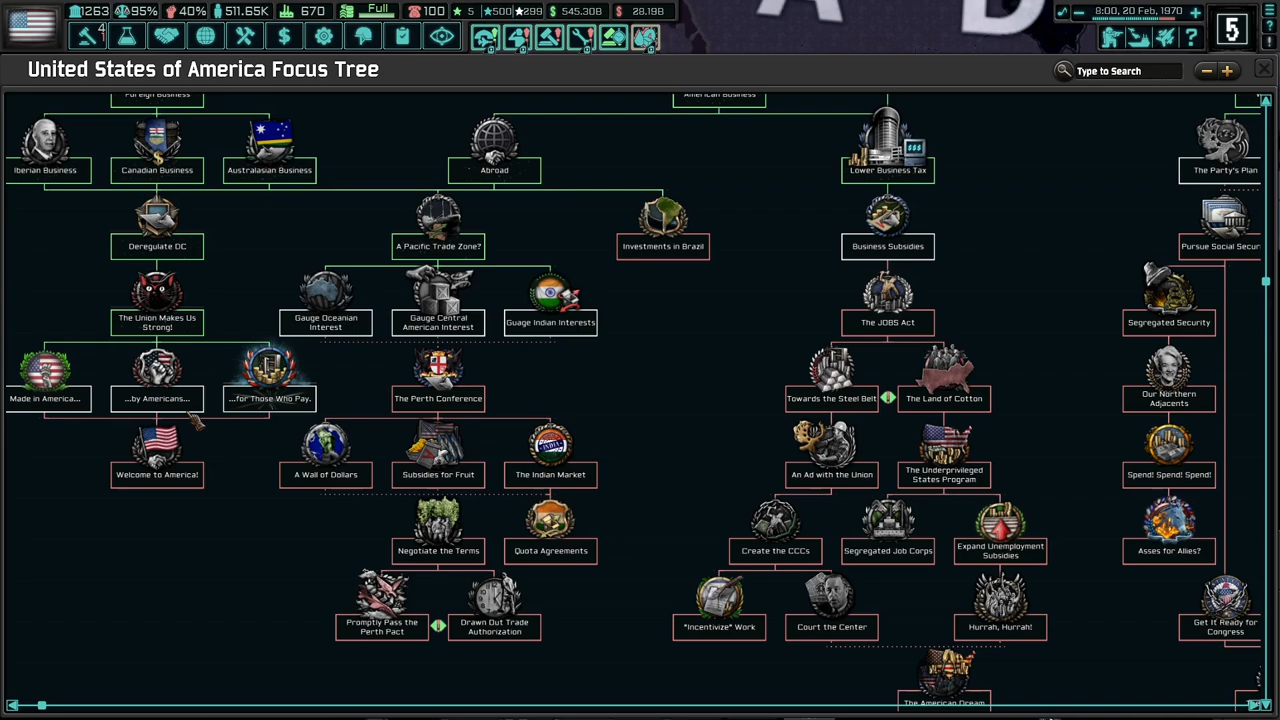 1263 95% 40% 511.65K 670 Full 100 5 500 299 $ 545.30B $ 28.19B 8:00, 20 Feb, 1970
4
5
United States of America Focus Tree
Type to Search
Foreign Business
American Business
Iberian Business
Canadian Business
Australasian Business
Abroad
Lower Business Tax
The Party's Plan
Deregulate DC
A Pacific Trade Zone?
Investments in Brazil
Business Subsidies
Pursue Social Secur
The Union Makes Us
Strong!
Gauge Oceanian
Interest
Gauge Central
American Interest
Guage Indian Interests
The JOBS Act
Segregated Security
Made in America...
...by Americans...
...for Those Who Pay.
The Perth Conference
Towards the Steel Belt
The Land of Cotton
Our Northern
Adjacents
Welcome to America!
A Wall of Dollars
Subsidies for Fruit
The Indian Market
An Ad with the Union
The Underprivileged
States Program
Spend! Spend! Spend!
Negotiate the Terms
Quota Agreements
Create the CCCs
Segregated Job Corps
Expand Unemployment
Subsidies
Asses for Allies?
Promptly Pass the
Perth Pact
Drawn Out Trade
Authorization
"Incentivize" Work
Court the Center
Hurrah, Hurrah!
Get It Ready for
Congress
The American Dream